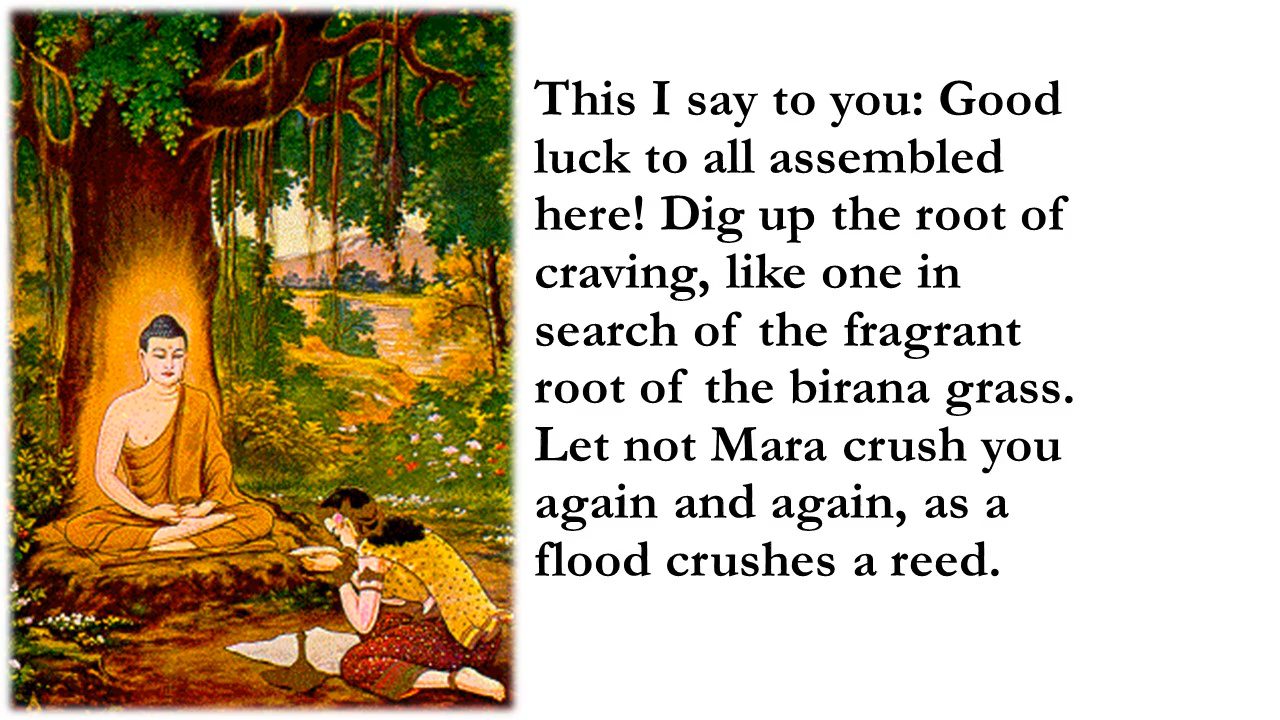 This I say to you: Good
luck to all assembled
here! Dig up the root of
craving, like one in
search of the fragrant
root of the birana grass.
Let not Mara crush you
again and again, as a
flood crushes a reed.